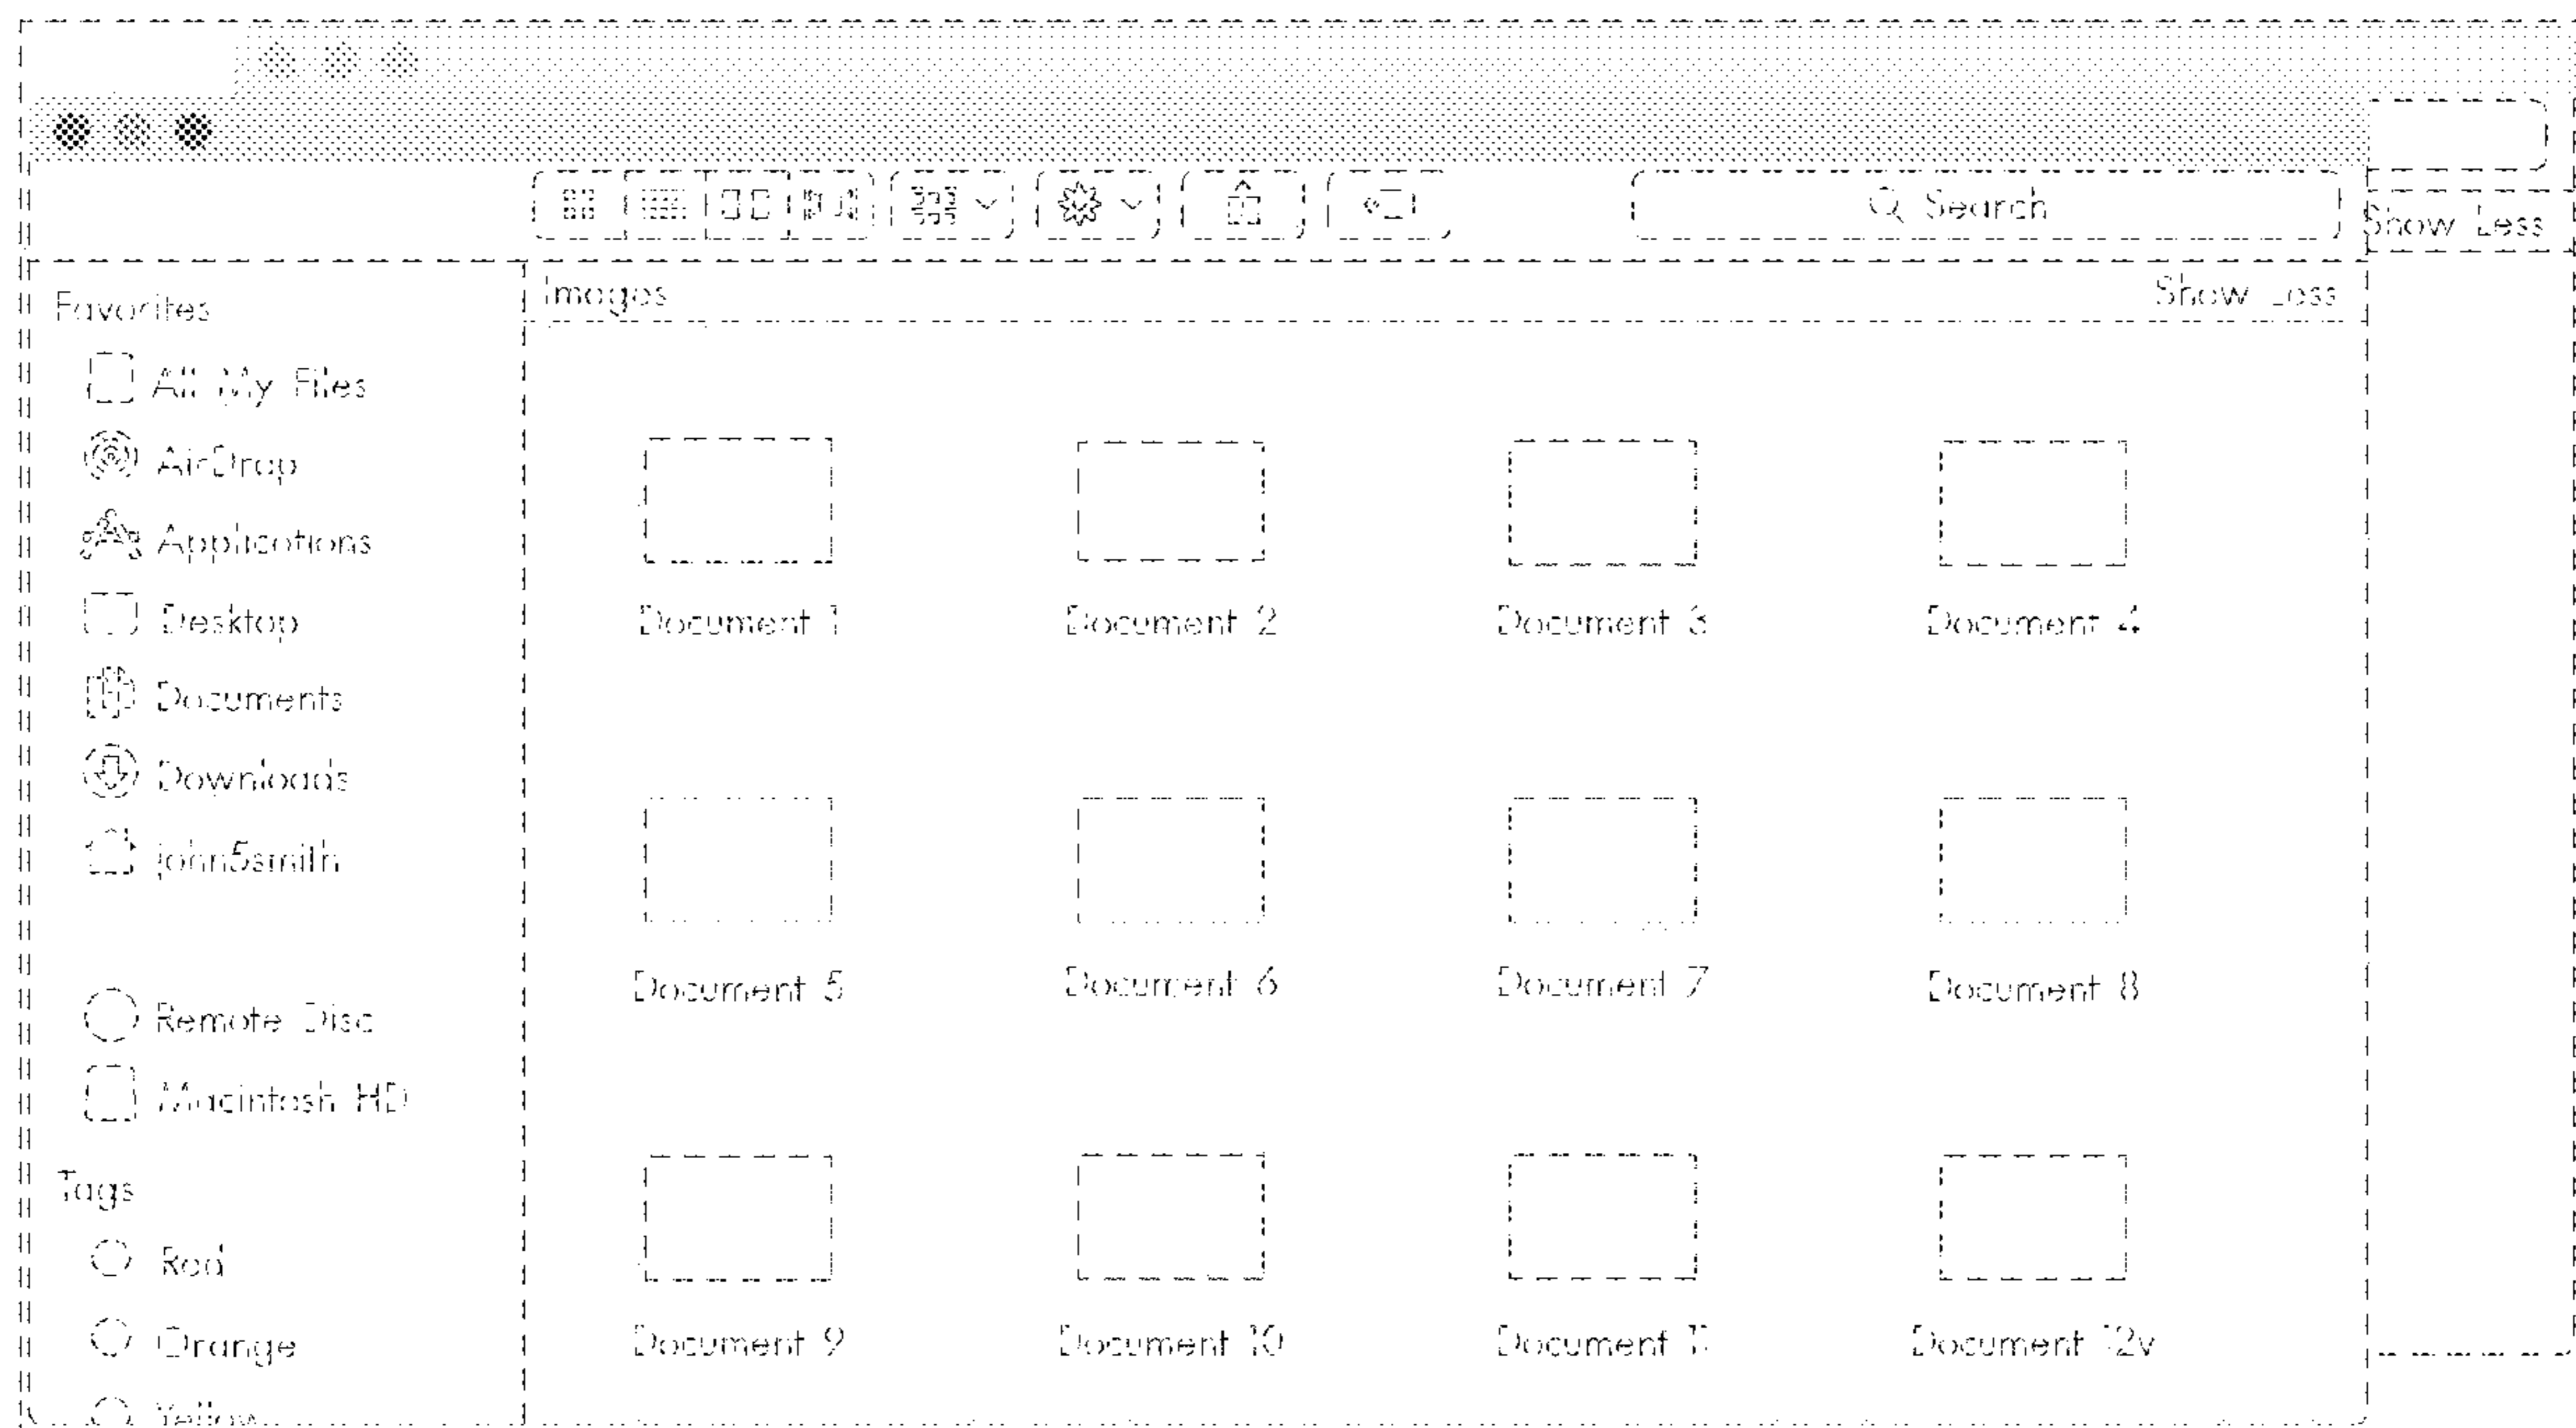 Search
Show Less
Images
Show Less
Favorites
All My Files
AirDrop
Applications
Desktop
Documents
Downloads
john5smith
Remote Disc
Macintosh HD
Tags
Red
Orange
Yellow
Document 1
Document 2
Document 3
Document 4
Document 5
Document 6
Document 7
Document 8
Document 9
Document 10
Document 11
Document 12v